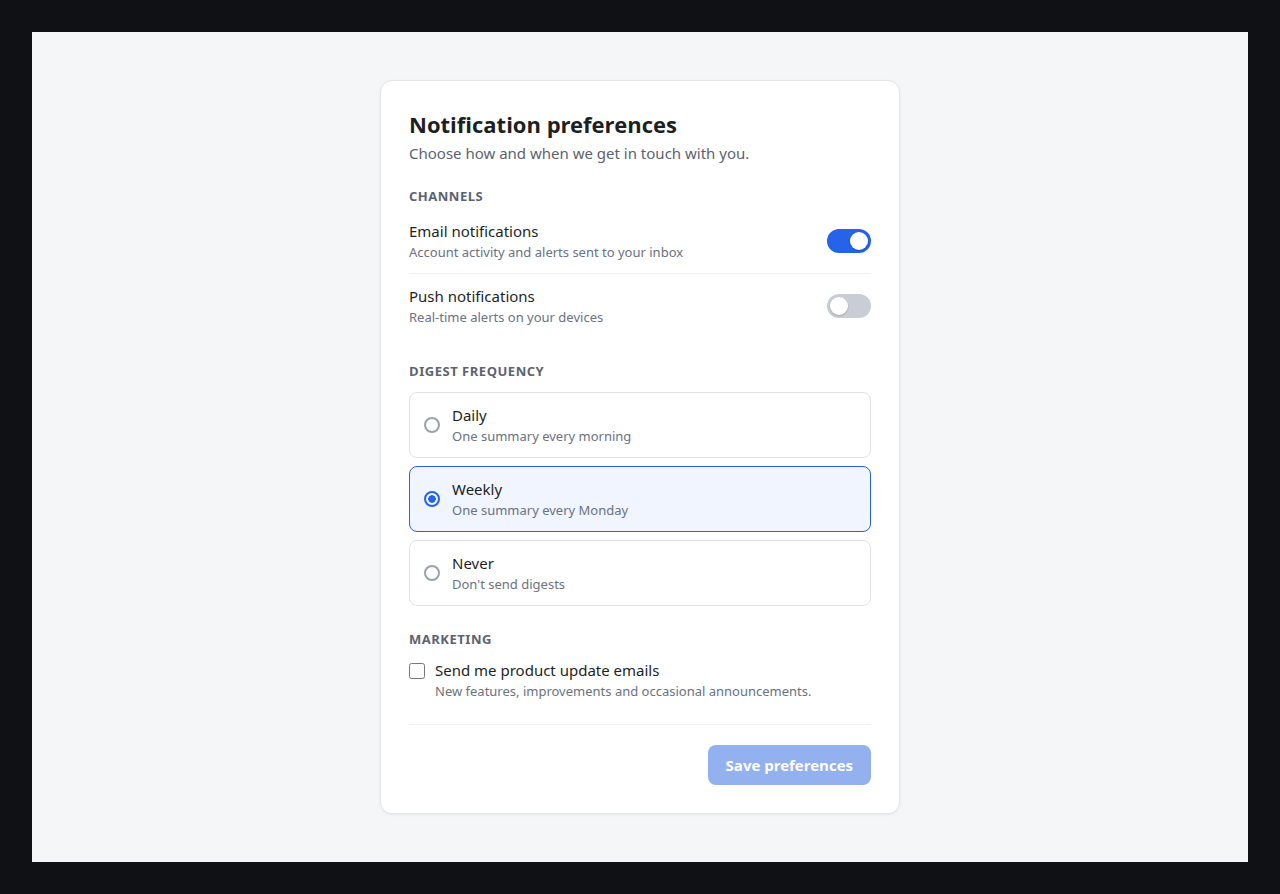 Notification preferences
Choose how and when we get in touch with you.
CHANNELS
Email notifications
Account activity and alerts sent to your inbox
Push notifications
Real-time alerts on your devices
DIGEST FREQUENCY
Daily
One summary every morning
Weekly
One summary every Monday
Never
Don't send digests
MARKETING
Send me product update emails
New features, improvements and occasional announcements.
Save preferences